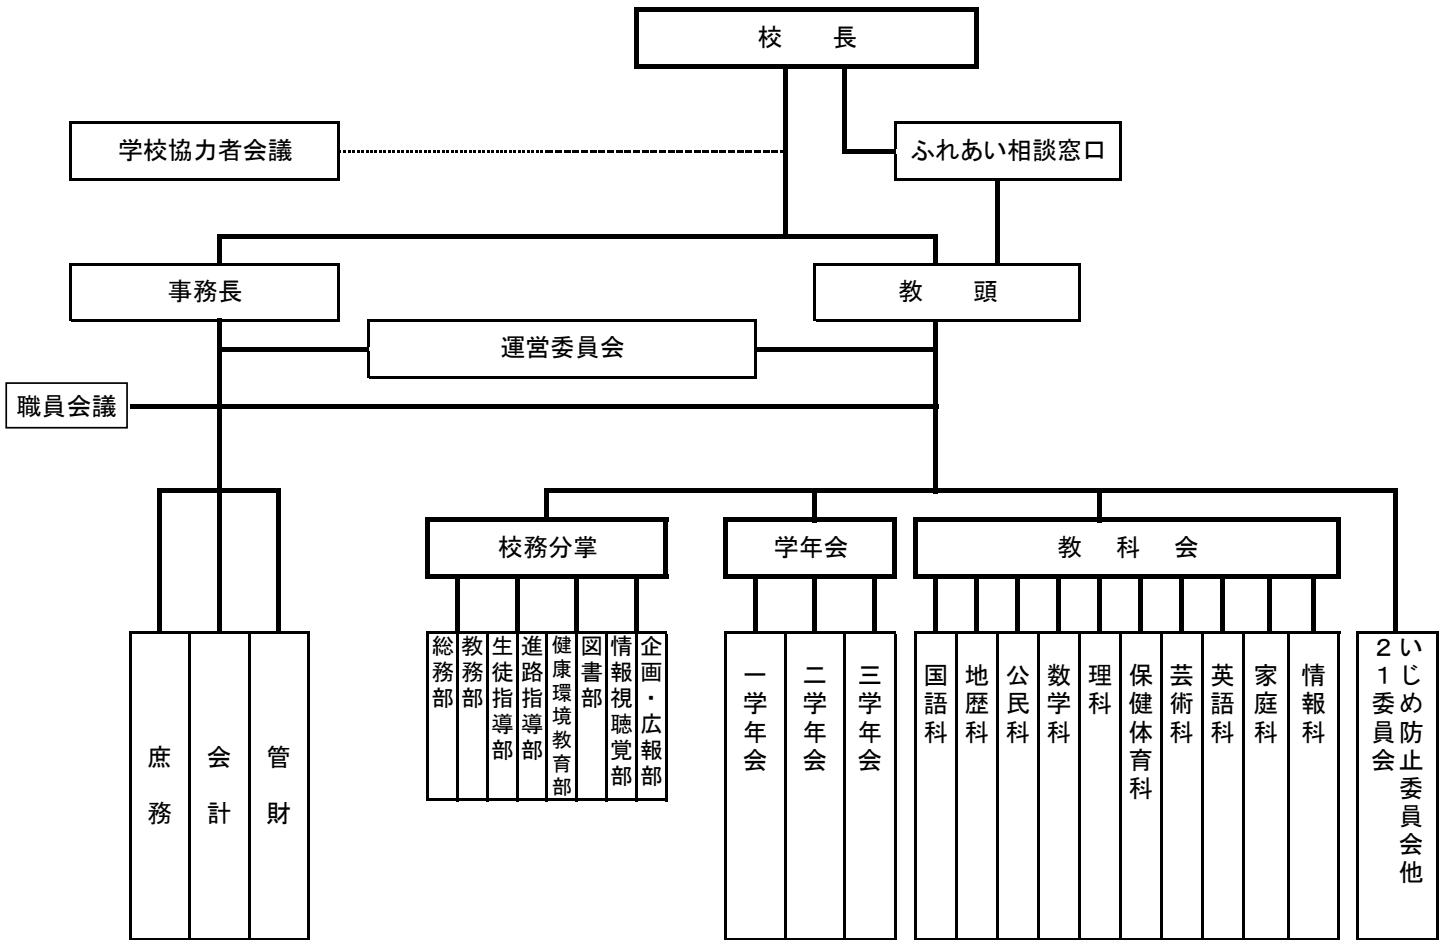 校　長
学校協力者会議
ふれあい相談窓口
事務長
教　頭
運営委員会
職員会議
校務分掌
学年会
教　科　会
庶務
会計
管財
総務部
教務部
生徒指導部
進路指導部
健康環境教育部
図書部
情報視聴覚部
企画・広報部
一学年会
二学年会
三学年会
国語科
地歴科
公民科
数学科
理科
保健体育科
芸術科
英語科
家庭科
情報科
いじめ防止委員会他
２１委員会